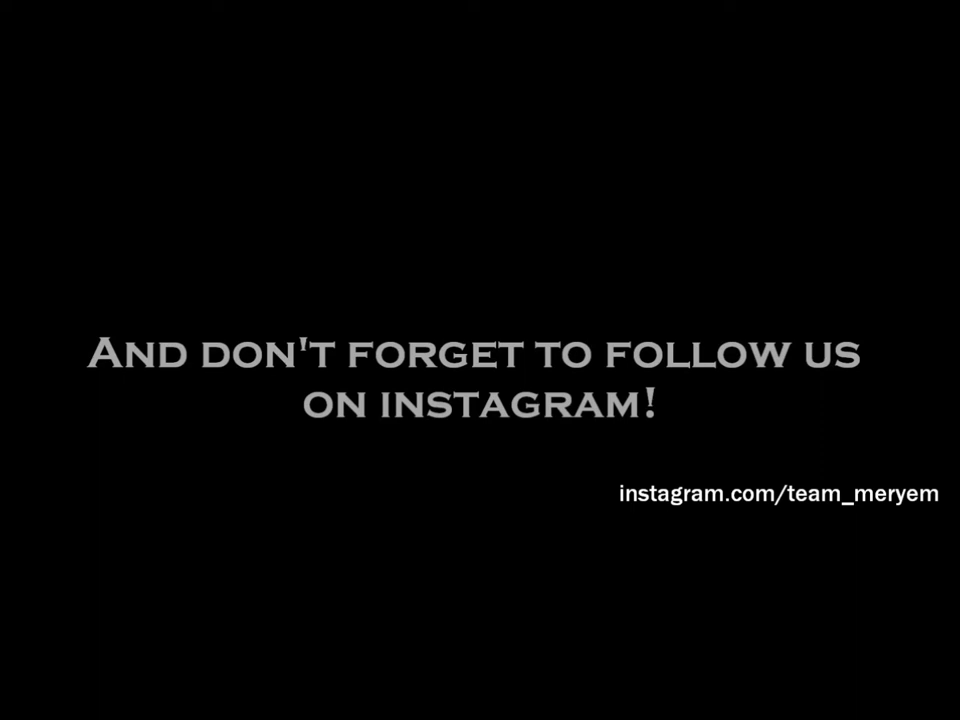 AND DON'T FORGET TO FOLLOW US
ON INSTAGRAM!
instagram.com/team_meryem